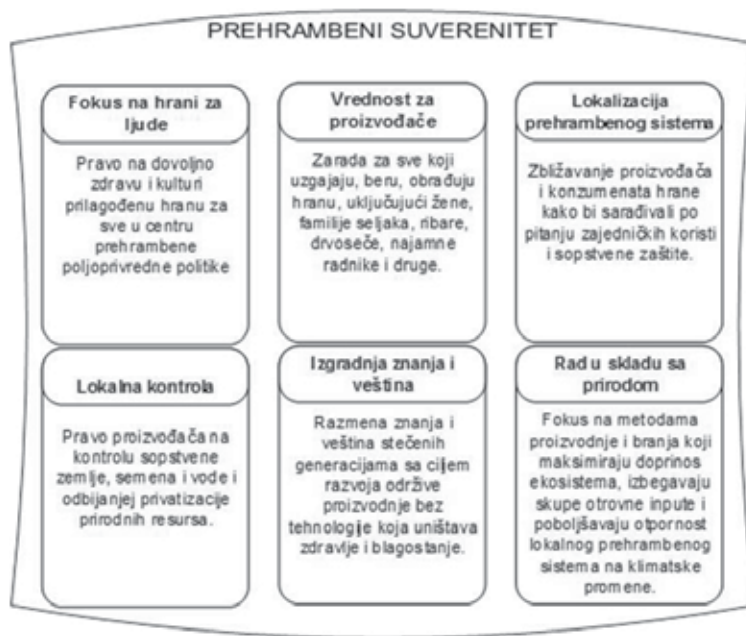 PREHRAMBENI SUVERENITET
Fokus na hrani za
ljude
Pravo na dovoljno
zdravu i kulturi
prilagođenu hranu za
sve u centru
prehrambene
poljoprivredne politike
Vrednost za
proizvođače
Zarada za sve koji
uzgajaju, beru, obrađuju
hranu, uključujući žene,
familije seljaka, ribare,
drvoseče, najamne
radnike i druge.
Lokalizacija
prehrambenog sistema
Zbližavanje proizvođača
i konzumenata hrane
kako bi sarađivali po
pitanju zajedničkih koristi
i sopstvene zaštite.
Lokalna kontrola
Pravo proizvođača na
kontrolu sopstvene
zemlje, semena i vode i
odbijanjej privatizacije
prirodnih resursa.
Izgradnja znanja i
veština
Razmena znanja i
veština stečenih
generacijama sa ciljem
razvoja održive
proizvodnje bez
tehnologije koja uništava
zdravlje i blagostanje.
Rad u skladu sa
prirodom
Fokus na metodama
proizvodnje i branja koji
maksimiraju doprinos
ekosistema, izbegavaju
skupe otrovne inpute i
poboljšavaju otpornost
lokalnog prehrambenog
sistema na klimatske
promene.